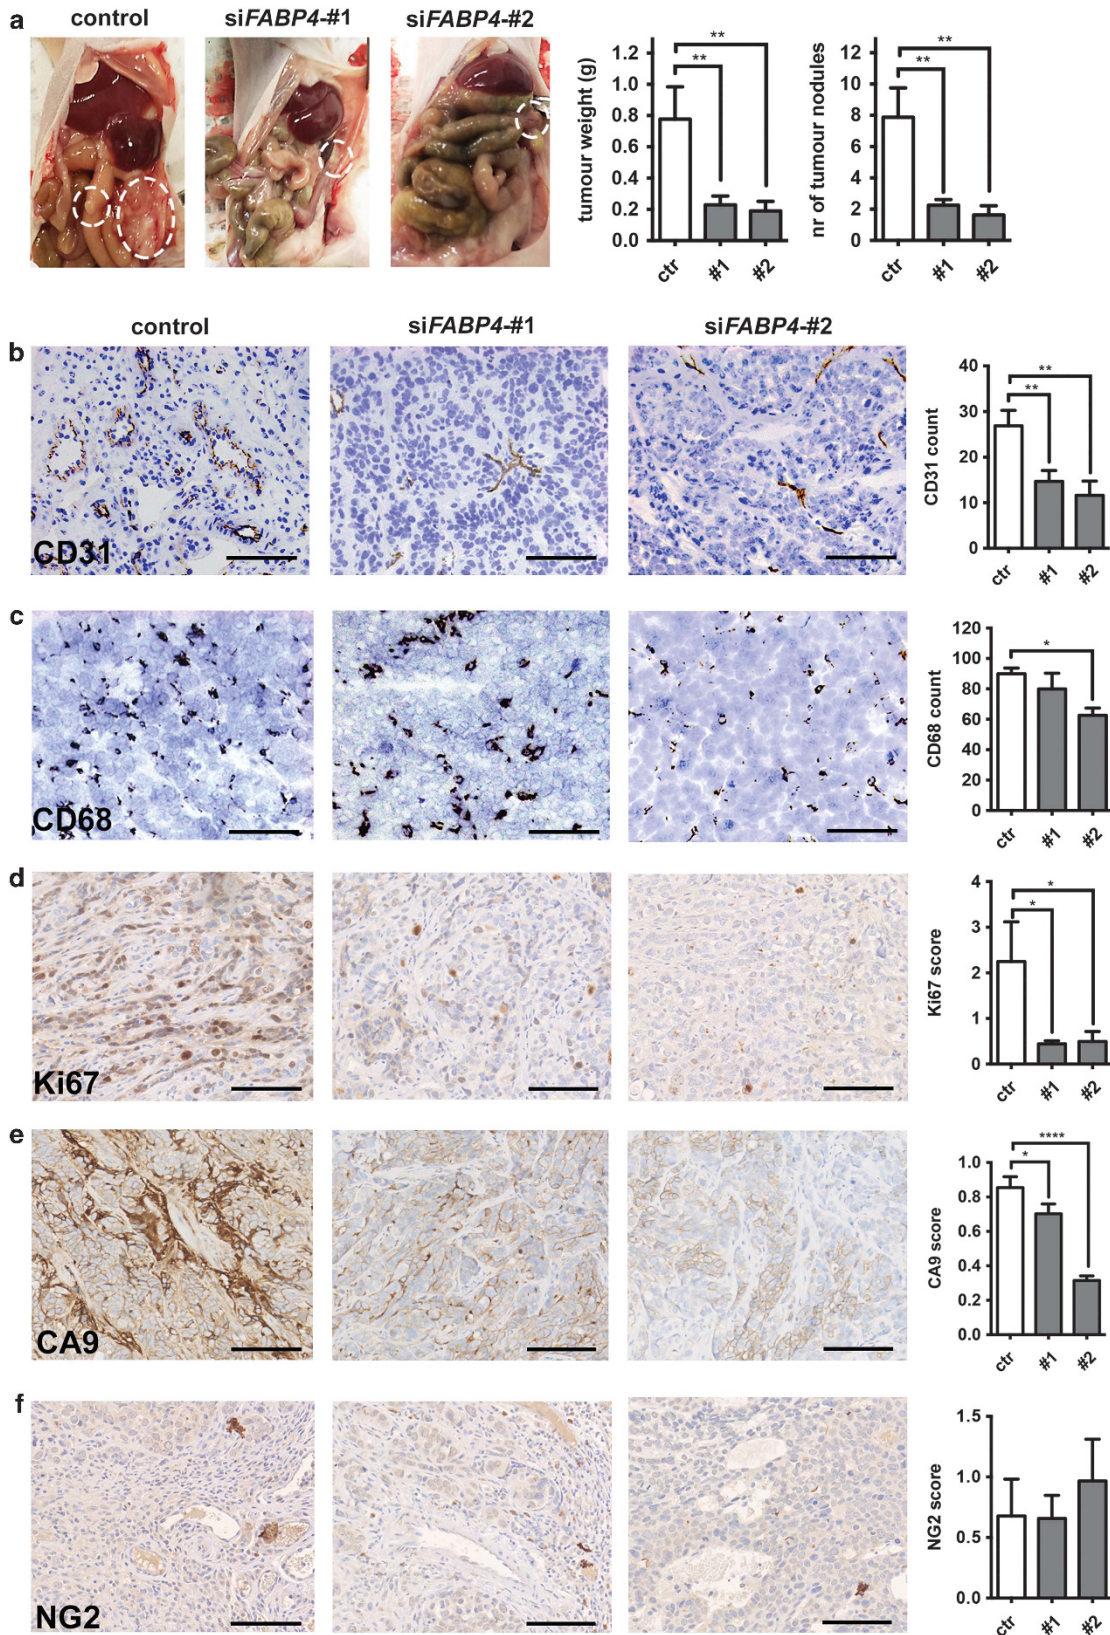 a
control
siFABP4-#1
siFABP4-#2
tumour weight (g)
1.2
1.0
0.8
0.6
0.4
0.2
0.0
**
**
ctr
#1
#2
nr of tumour nodules
12
10
8
6
4
2
0
**
**
ctr
#1
#2
control
siFABP4-#1
siFABP4-#2
b
CD31
CD31 count
40
30
20
10
0
**
**
ctr
#1
#2
c
CD68
CD68 count
120
100
80
60
40
20
0
*
ctr
#1
#2
d
Ki67
Ki67 score
4
3
2
1
0
*
*
ctr
#1
#2
e
CA9
CA9 score
1.0
0.8
0.6
0.4
0.2
0.0
****
*
ctr
#1
#2
f
NG2
NG2 score
1.5
1.0
0.5
0.0
ctr
#1
#2